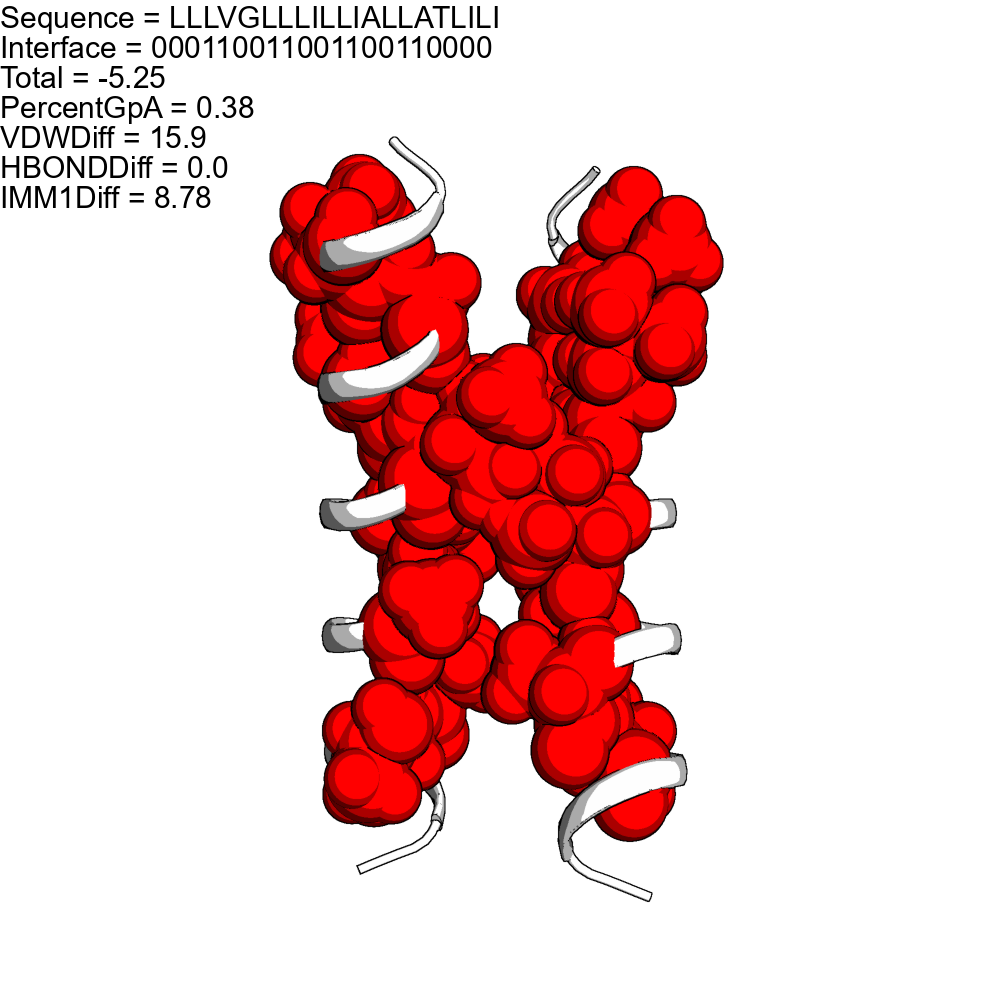 Sequence = LLLVGLLLILLIALLATLILI
Interface = 000110011001100110000
Total = -5.25
PercentGpA = 0.38
VDWDiff = 15.9
HBONDDiff = 0.0
IMM1Diff = 8.78